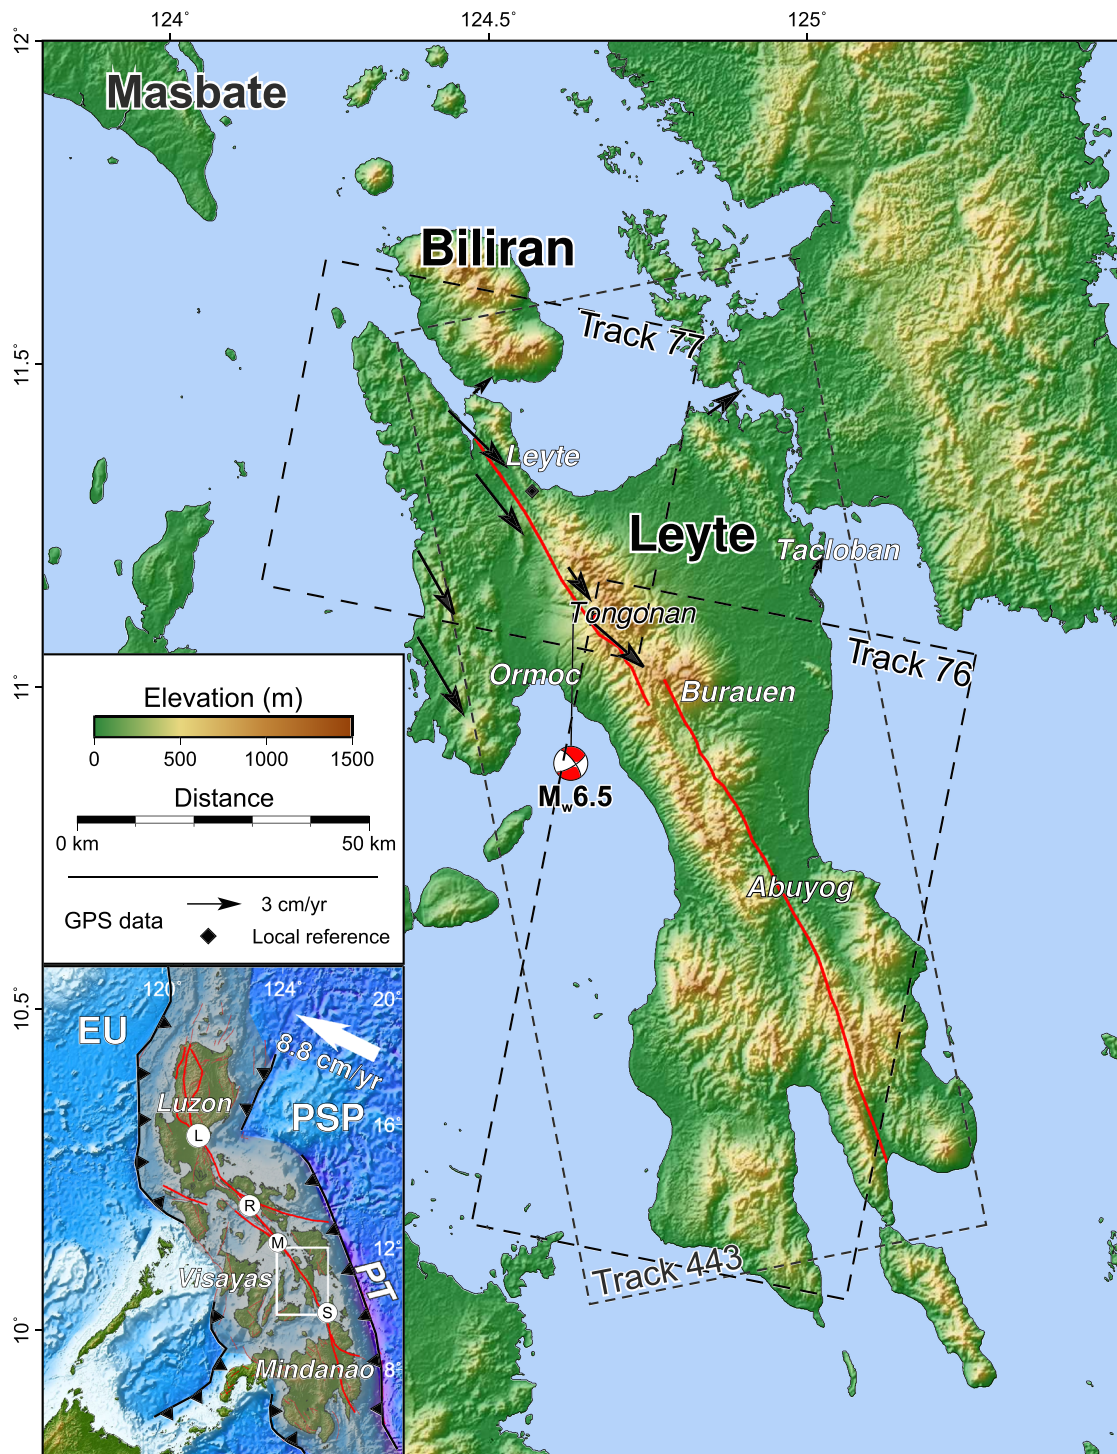 124°
124.5°
125°
12°
Masbate
Biliran
Track 77
11.5°
Leyte
Leyte
Tacloban
Tongonan
Track 76
Ormoc
Burauen
11°
Mw6.5
Elevation (m)
0 500 1000 1500
Distance
0 km 50 km
Abuyog
GPS data
3 cm/yr
Local reference
10.5°
120°
124°
20°
EU
8.8 cm/yr
Luzon
PSP
16°
L
R
M
12°
Visayas
PT
S
Mindanao
8°
Track 443
10°